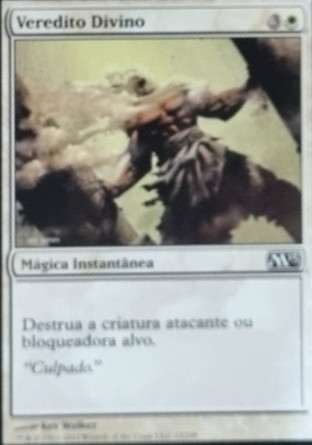 Veredito Divino
Mágica Instantânea
Destrua a criatura atacante ou
bloqueadora alvo.
"Culpado."
Kev Walker